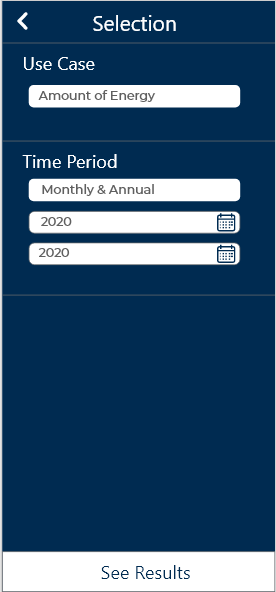 Selection
Use Case
Amount of Energy
Time Period
Monthly & Annual
2020
2020
See Results